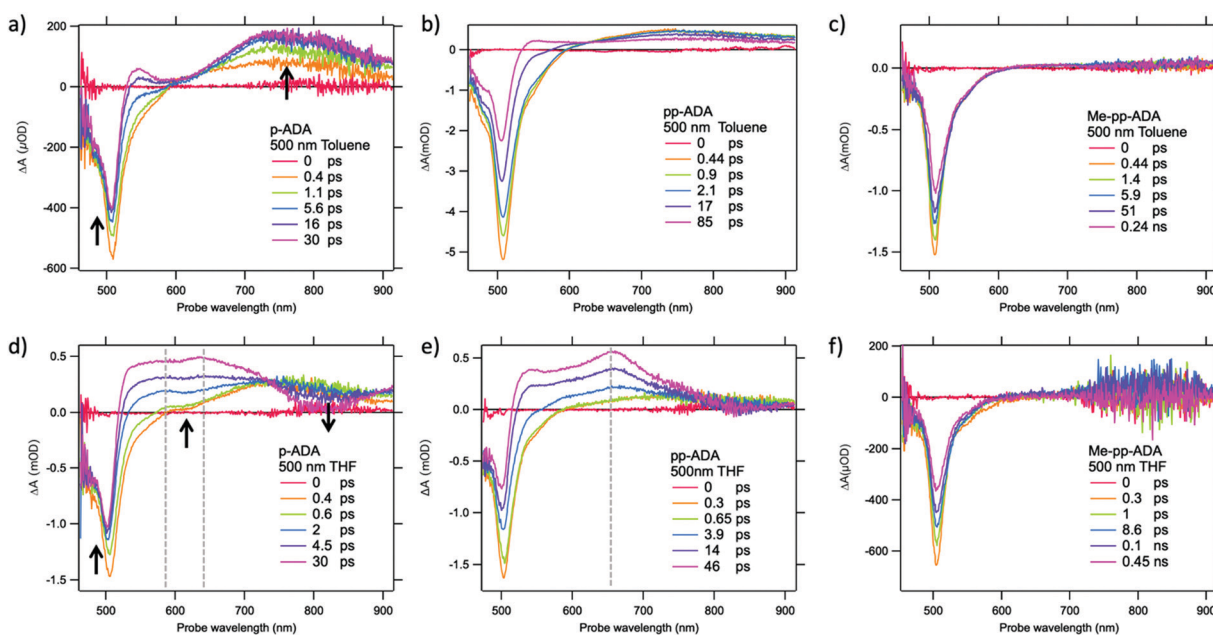 a)
200
0
-200
-400
-600
ΔA (μOD)
p-ADA
500 nm Toluene
0 ps
0.4 ps
1.1 ps
5.6 ps
16 ps
30 ps
500 600 700 800 900
Probe wavelength (nm)
b)
0
-1
-2
-3
-4
-5
ΔA(mOD)
pp-ADA
500 nm Toluene
0 ps
0.44 ps
0.9 ps
2.1 ps
17 ps
85 ps
500 600 700 800 900
Probe wavelength (nm)
c)
0.0
-0.5
-1.0
-1.5
ΔA(mOD)
Me-pp-ADA
500 nm Toluene
0 ps
0.44 ps
1.4 ps
5.9 ps
51 ps
0.24 ns
500 600 700 800 900
Probe wavelength (nm)
d)
0.5
0.0
-0.5
-1.0
-1.5
ΔA (mOD)
p-ADA
500 nm THF
0 ps
0.4 ps
0.6 ps
2 ps
4.5 ps
30 ps
500 600 700 800 900
Probe wavelength (nm)
e)
0.5
0.0
-0.5
-1.0
-1.5
ΔA (mOD)
pp-ADA
500nm THF
0 ps
0.3 ps
0.65 ps
3.9 ps
14 ps
46 ps
500 600 700 800 900
Probe wavelength (nm)
f)
200
0
-200
-400
-600
ΔA(μOD)
Me-pp-ADA
500 nm THF
0 ps
0.3 ps
1 ps
8.6 ps
0.1 ns
0.45 ns
500 600 700 800 900
Probe wavelength (nm)